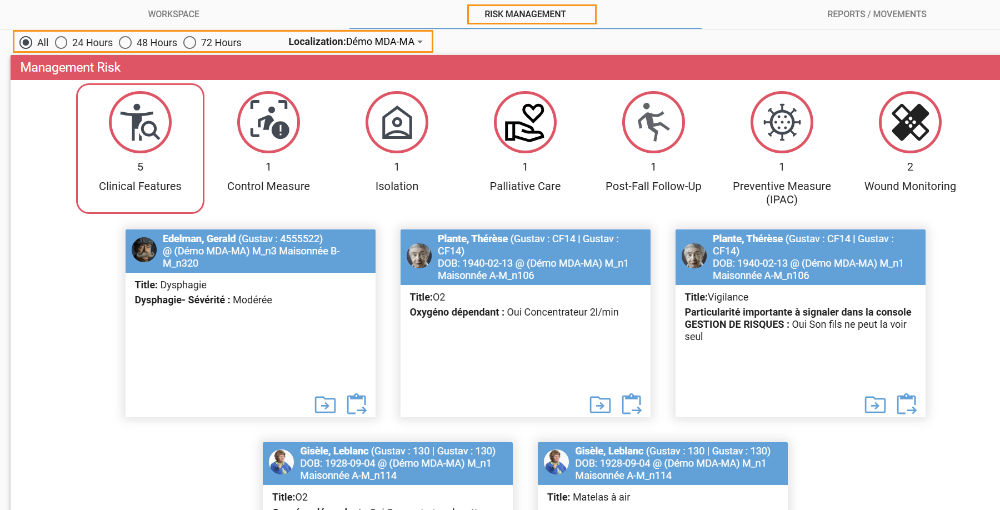 WORKSPACE
RISK MANAGEMENT
REPORTS / MOVEMENTS
All 24 Hours 48 Hours 72 Hours Localization:Démo MDA-MA
Management Risk
5
Clinical Features
1
Control Measure
1
Isolation
1
Palliative Care
1
Post-Fall Follow-Up
1
Preventive Measure
(IPAC)
2
Wound Monitoring
Edelman, Gerald (Gustav : 4555522)
@ (Démo MDA-MA) M_n3 Maisonnée B-
M_n320
Title: Dysphagie
Dysphagie- Sévérité : Modérée
Plante, Thérèse (Gustav : CF14 | Gustav :
CF14)
DOB: 1940-02-13 @ (Démo MDA-MA) M_n1
Maisonnée A-M_n106
Title:O2
Oxygéno dépendant : Oui Concentrateur 2l/min
Plante, Thérèse (Gustav : CF14 | Gustav :
CF14)
DOB: 1940-02-13 @ (Démo MDA-MA) M_n1
Maisonnée A-M_n106
Title:Vigilance
Particularité importante à signaler dans la console
GESTION DE RISQUES : Oui Son fils ne peut la voir
seul
Gisèle, Leblanc (Gustav : 130 | Gustav : 130)
DOB: 1928-09-04 @ (Démo MDA-MA) M_n1
Maisonnée A-M_n114
Title:O2
Gisèle, Leblanc (Gustav : 130 | Gustav : 130)
DOB: 1928-09-04 @ (Démo MDA-MA) M_n1
Maisonnée A-M_n114
Title: Matelas à air